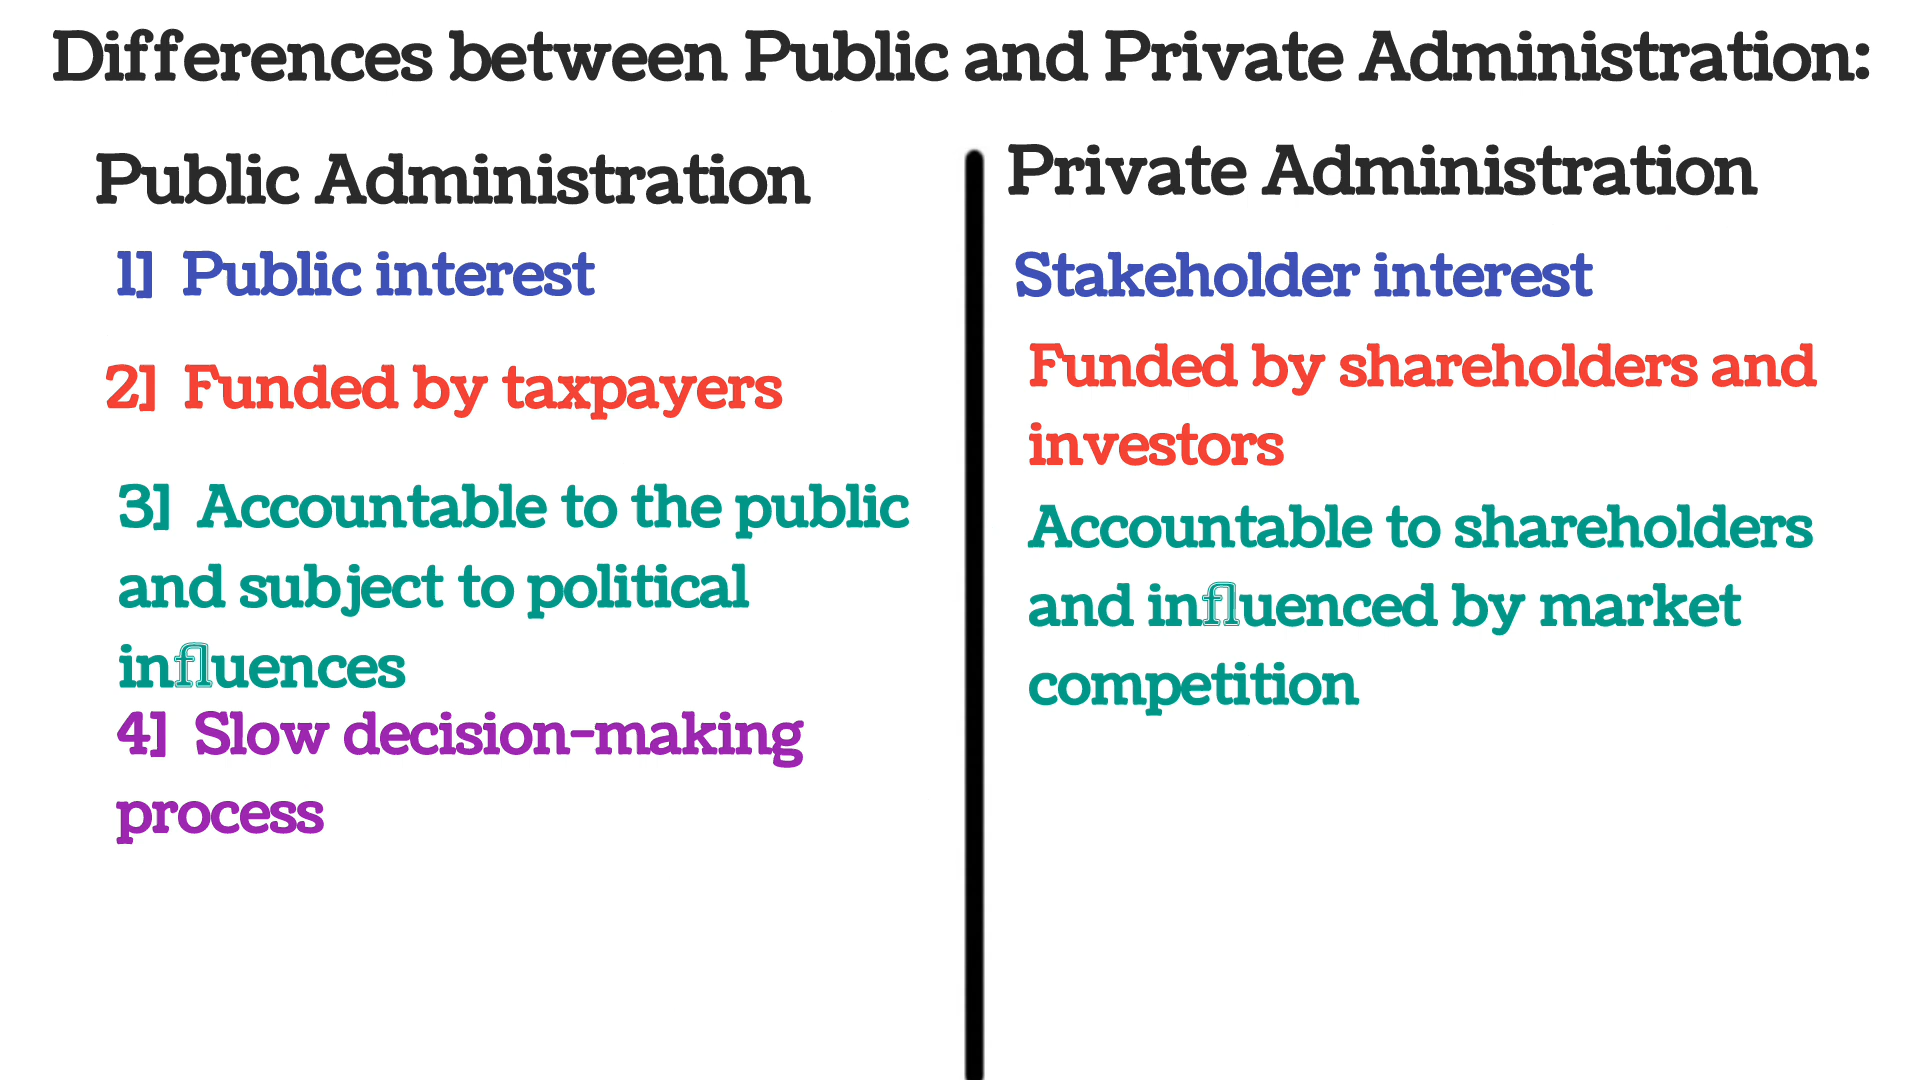 Differences between Public and Private Administration:
Public Administration
1] Public interest
2] Funded by taxpayers
3] Accountable to the public
and subject to political
influences
4] Slow decision-making
process
Private Administration
Stakeholder interest
Funded by shareholders and
investors
Accountable to shareholders
and influenced by market
competition